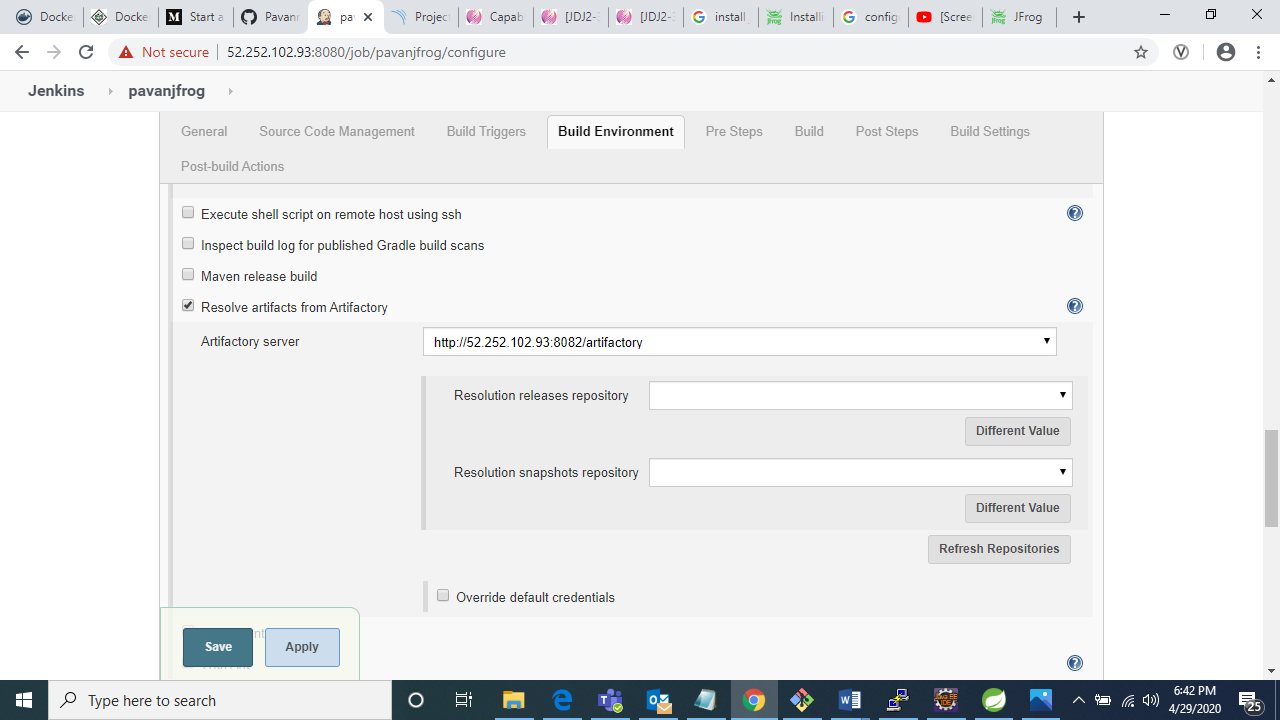 Docke
Docke
Start a
Pavann
pav
Projec
Capab
[JDJ2-
[JDJ2-
install
Installi
config
[Scree
JFrog
Not secure 52.252.102.93:8080/job/pavanjfrog/configure
Jenkins pavanjfrog
General Source Code Management Build Triggers Build Environment Pre Steps Build Post Steps Build Settings
Post-build Actions
Execute shell script on remote host using ssh
Inspect build log for published Gradle build scans
Maven release build
Resolve artifacts from Artifactory
Artifactory server http://52.252.102.93:8082/artifactory
Resolution releases repository
Different Value
Resolution snapshots repository
Different Value
Refresh Repositories
Override default credentials
Save Apply
Type here to search
6:42 PM
4/29/2020
25